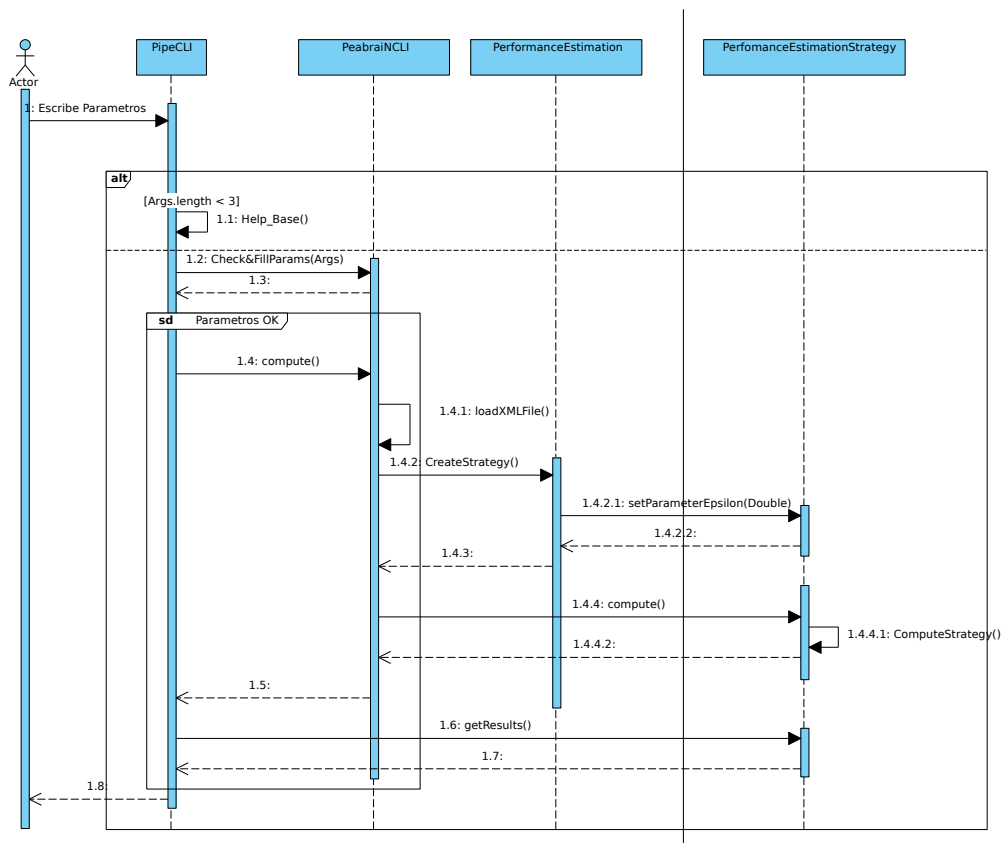 PipeCLI
PeabraiNCLI
PerformanceEstimation
PerfomanceEstimationStrategy
Actor
1: Escribe Parametros
alt
[Args.length < 3]
1.1: Help_Base()
1.2: Check&FillParams(Args)
1.3:
sd Parametros OK
1.4: compute()
1.4.1: loadXMLFile()
1.4.2: CreateStrategy()
1.4.2.1: setParameterEpsilon(Double)
1.4.2.2:
1.4.3:
1.4.4: compute()
1.4.4.1: ComputeStrategy()
1.4.4.2:
1.5:
1.6: getResults()
1.7:
1.8: